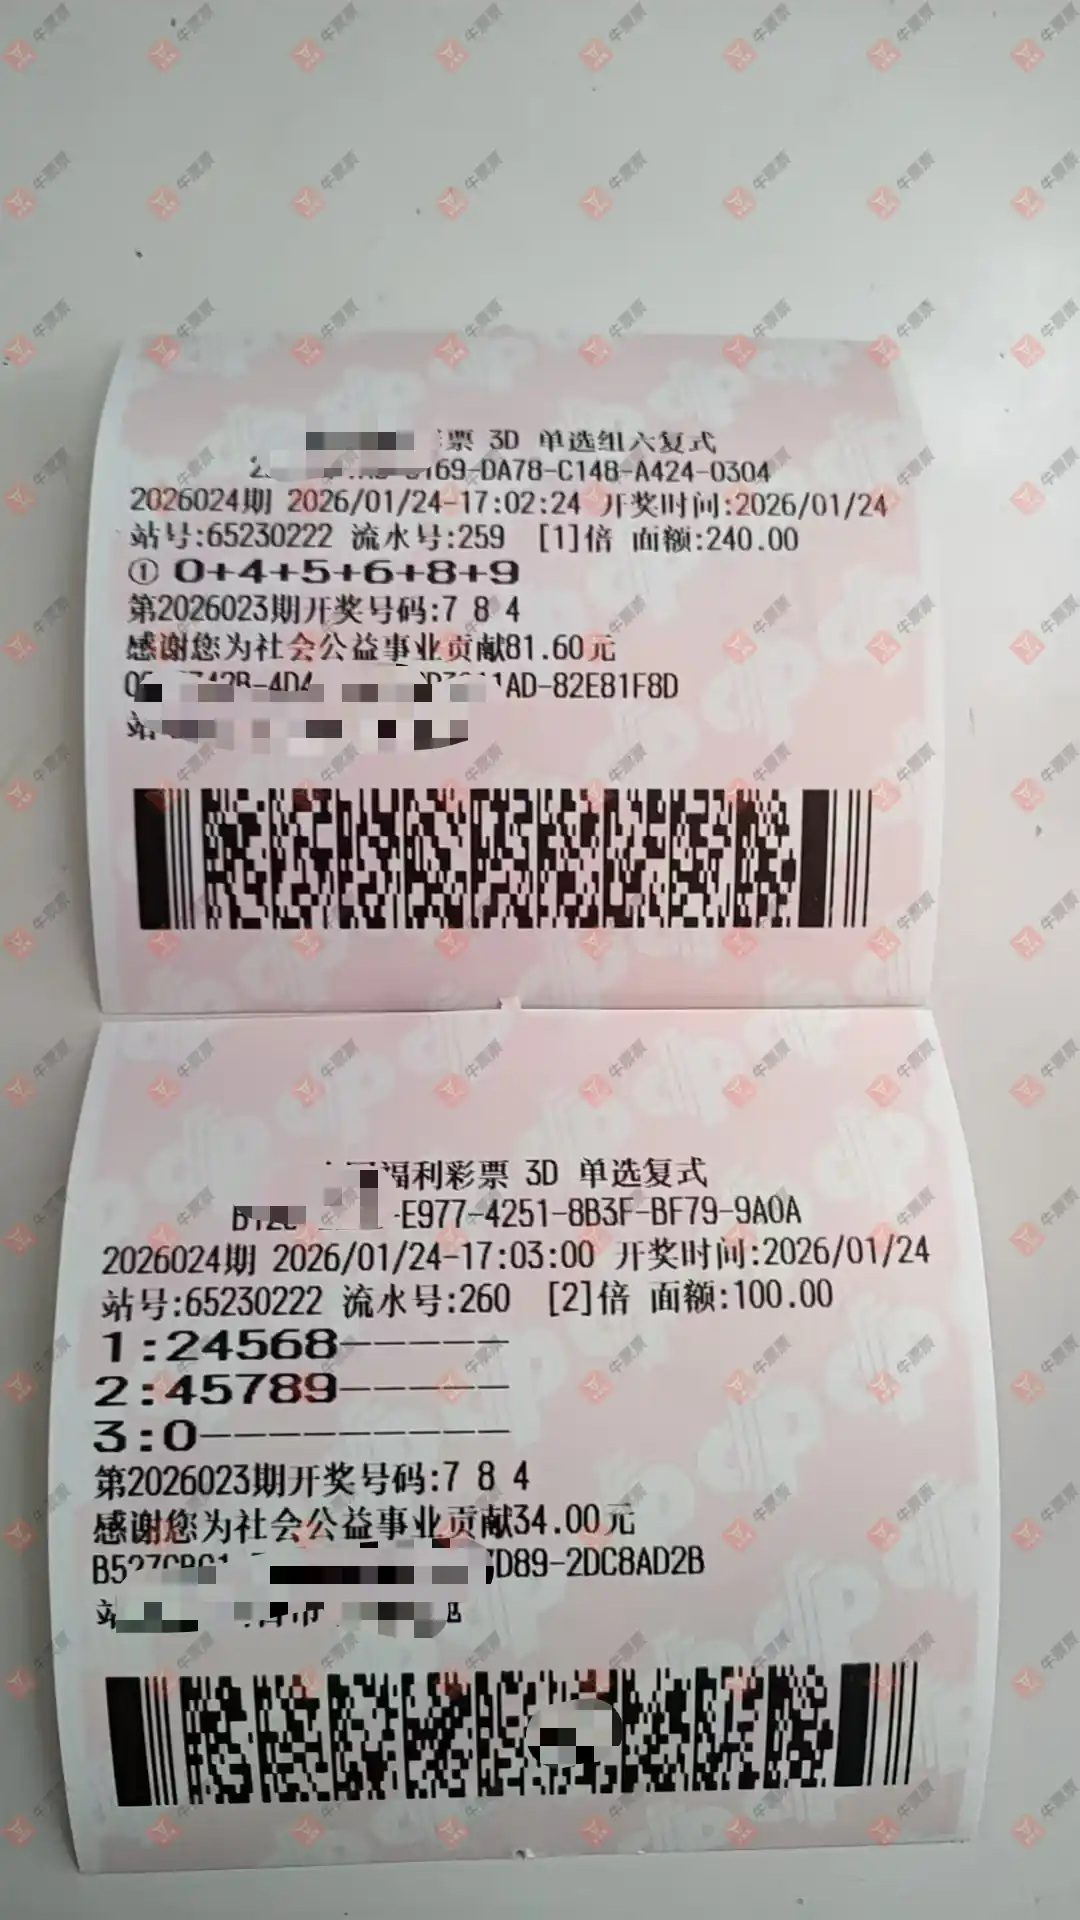 票 3D 单选组六复式
169-DA78-C148-A424-0304
2026024期 2026/01/24-17:02:24 开奖时间:2026/01/24
站号:65230222 流水号:259 [1]倍 面额:240.00
① 0+4+5+6+8+9
第2026023期开奖号码:7 8 4
感谢您为社会公益事业贡献81.60元
1AD-82E81F8D
站
福利彩票 3D 单选复式
-E977-4251-8B3F-BF79-9A0A
2026024期 2026/01/24-17:03:00 开奖时间:2026/01/24
站号:65230222 流水号:260 [2]倍 面额:100.00
1:24568-----
2:45789-----
3:0---------
第2026023期开奖号码:7 8 4
感谢您为社会公益事业贡献34.00元
D89-2DC8AD2B
站
牛票票